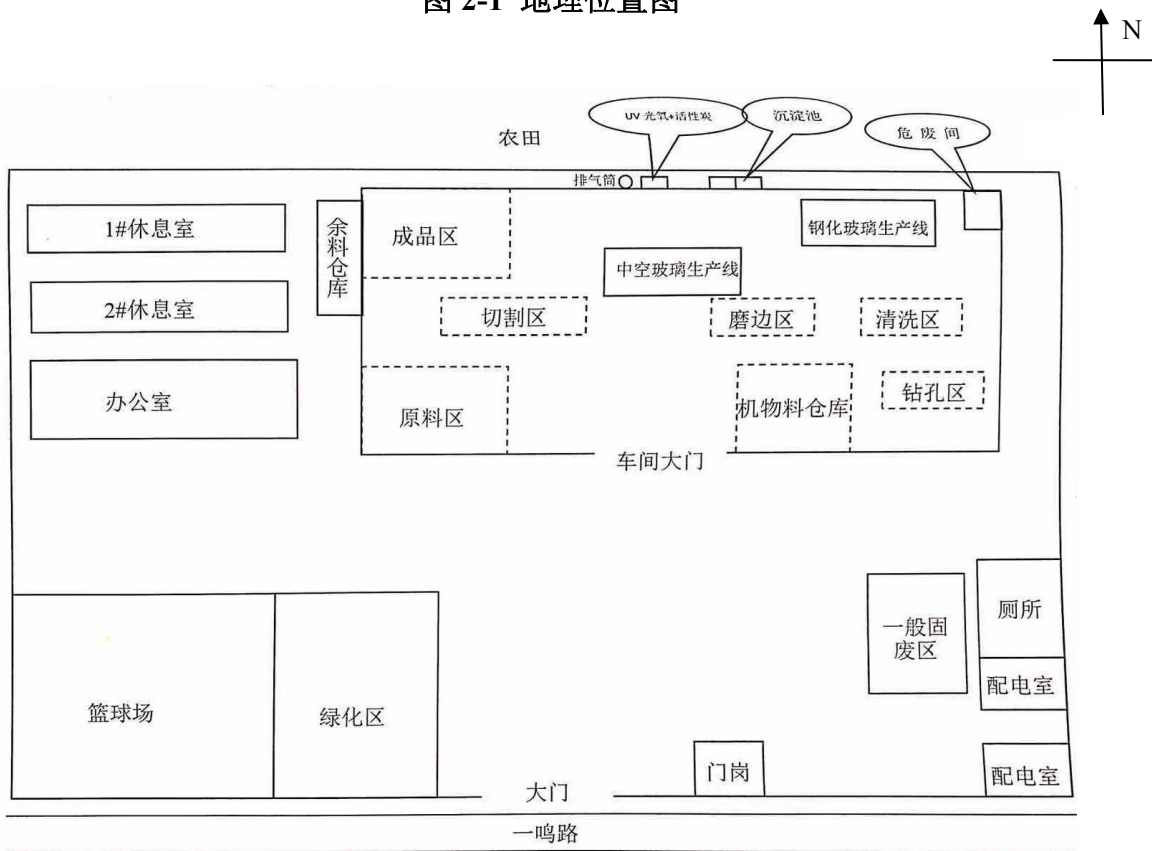 图 2-1 地理位置图
N
UV 光氧+活性炭
沉淀池
危 废 间
农田
排气筒
1#休息室
余料仓库
成品区
钢化玻璃生产线
中空玻璃生产线
2#休息室
切割区
磨边区
清洗区
办公室
原料区
机物料仓库
钻孔区
车间大门
厕所
一般固
废区
配电室
篮球场
绿化区
门岗
配电室
大门
一鸣路